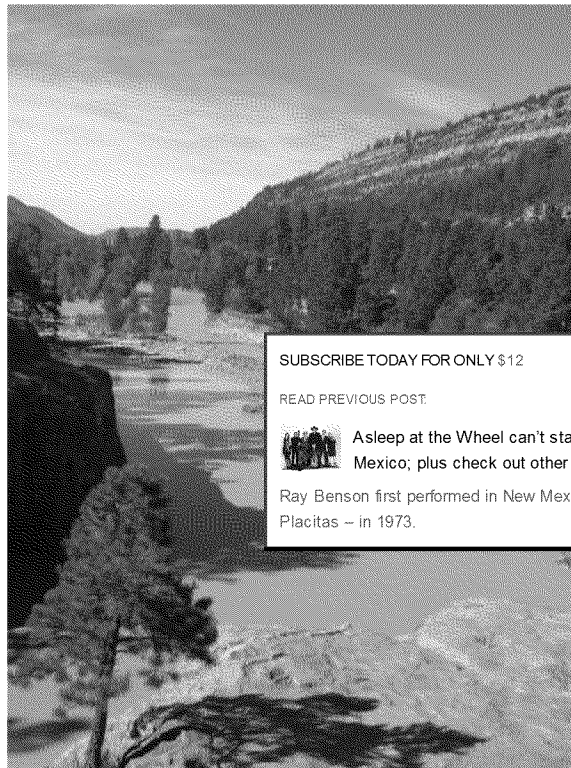 SUBSCRIBE TODAY FOR ONLY $12
READ PREVIOUS POST:
Asleep at the Wheel can't sta
Mexico; plus check out other
Ray Benson first performed in New Mex
Placitas – in 1973.